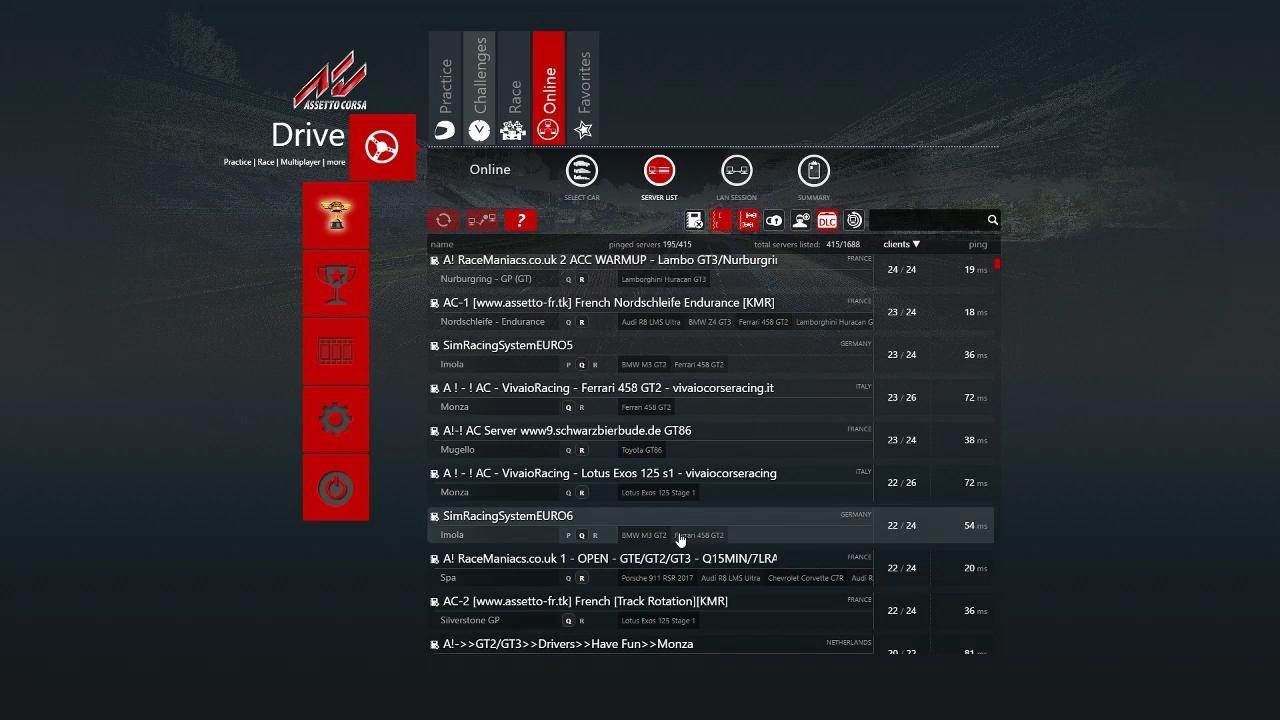 Practice
Challenges
Race
Online
Favorites
ASSETTO CORSA
Drive
Practice | Race | Multiplayer | more
Online
SELECT CAR
SERVER LIST
LAN SESSION
SUMMARY
?
DLC
name pinged servers 195/415 total servers listed: 415/1688 clients ▼ ping
A! RaceManiacs.co.uk 2 ACC WARMUP - Lambo GT3/Nurburgrin FRANCE
Nurburgring - GP (GT) Q R Lamborghini Huracan GT3 24 / 24 19 ms
AC-1 [www.assetto-fr.tk] French Nordschleife Endurance [KMR] FRANCE
Nordschleife - Endurance Q R Audi R8 LMS Ultra BMW Z4 GT3 Ferrari 458 GT2 Lamborghini Huracan G 23 / 24 18 ms
SimRacingSystemEURO5 GERMANY
Imola P Q R BMW M3 GT2 Ferrari 458 GT2 23 / 24 36 ms
A ! - ! AC - VivaioRacing - Ferrari 458 GT2 - vivaiocorseracing.it ITALY
Monza Q R Ferrari 458 GT2 23 / 26 72 ms
A!-! AC Server www9.schwarzbierbude.de GT86 FRANCE
Mugello Q R Toyota GT86 23 / 24 38 ms
A ! - ! AC - VivaioRacing - Lotus Exos 125 s1 - vivaiocorseracing ITALY
Monza Q R Lotus Exos 125 Stage 1 22 / 26 72 ms
SimRacingSystemEURO6 GERMANY
Imola P Q R BMW M3 GT2 Ferrari 458 GT2 22 / 24 54 ms
A! RaceManiacs.co.uk 1 - OPEN - GTE/GT2/GT3 - Q15MIN/7LRA FRANCE
Spa Q R Porsche 911 RSR 2017 Audi R8 LMS Ultra Chevrolet Corvette C7R Audi R 22 / 24 20 ms
AC-2 [www.assetto-fr.tk] French [Track Rotation][KMR] FRANCE
Silverstone GP Q R Lotus Exos 125 Stage 1 22 / 24 36 ms
A!->>GT2/GT3>>Drivers>>Have Fun>>Monza NETHERLANDS
20 / 22 81 ms